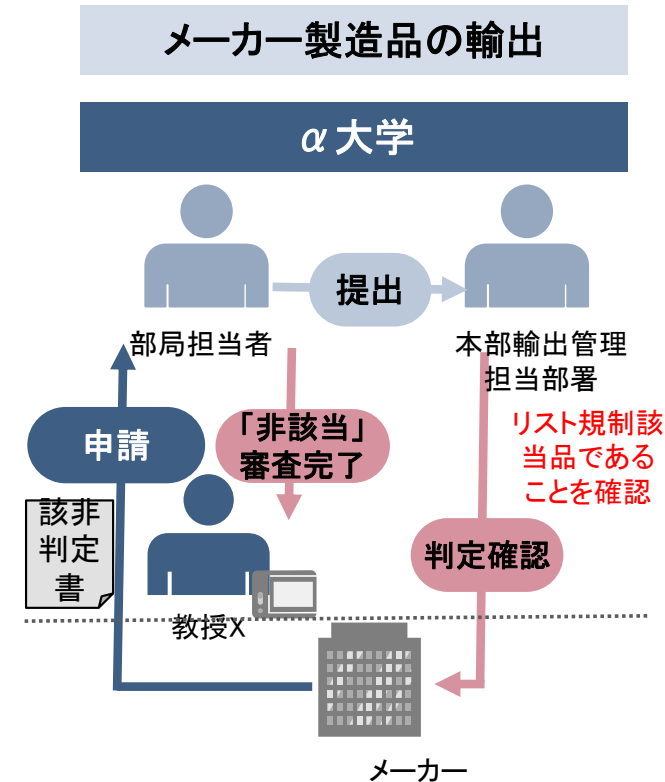 メーカー製造品の輸出
α大学
提出
部局担当者
本部輸出管理
担当部署
申請
「非該当」
審査完了
リスト規制該
当品である
ことを確認
該非
判定
書
判定確認
教授X
メーカー